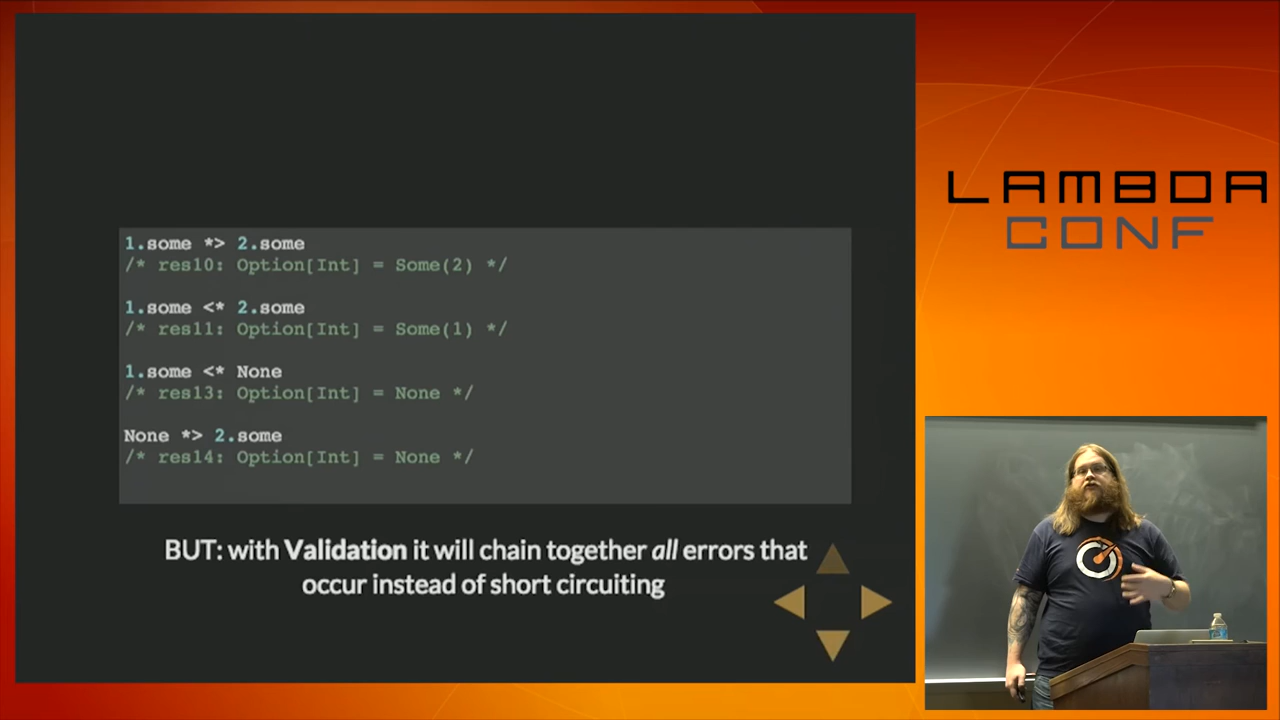 1.some *> 2.some
/* res10: Option[Int] = Some(2) */
1.some <* 2.some
/* res11: Option[Int] = Some(1) */
1.some <* None
/* res13: Option[Int] = None */
None *> 2.some
/* res14: Option[Int] = None */
BUT: with Validation it will chain together all errors that
occur instead of short circuiting
LAMBDA
CONF